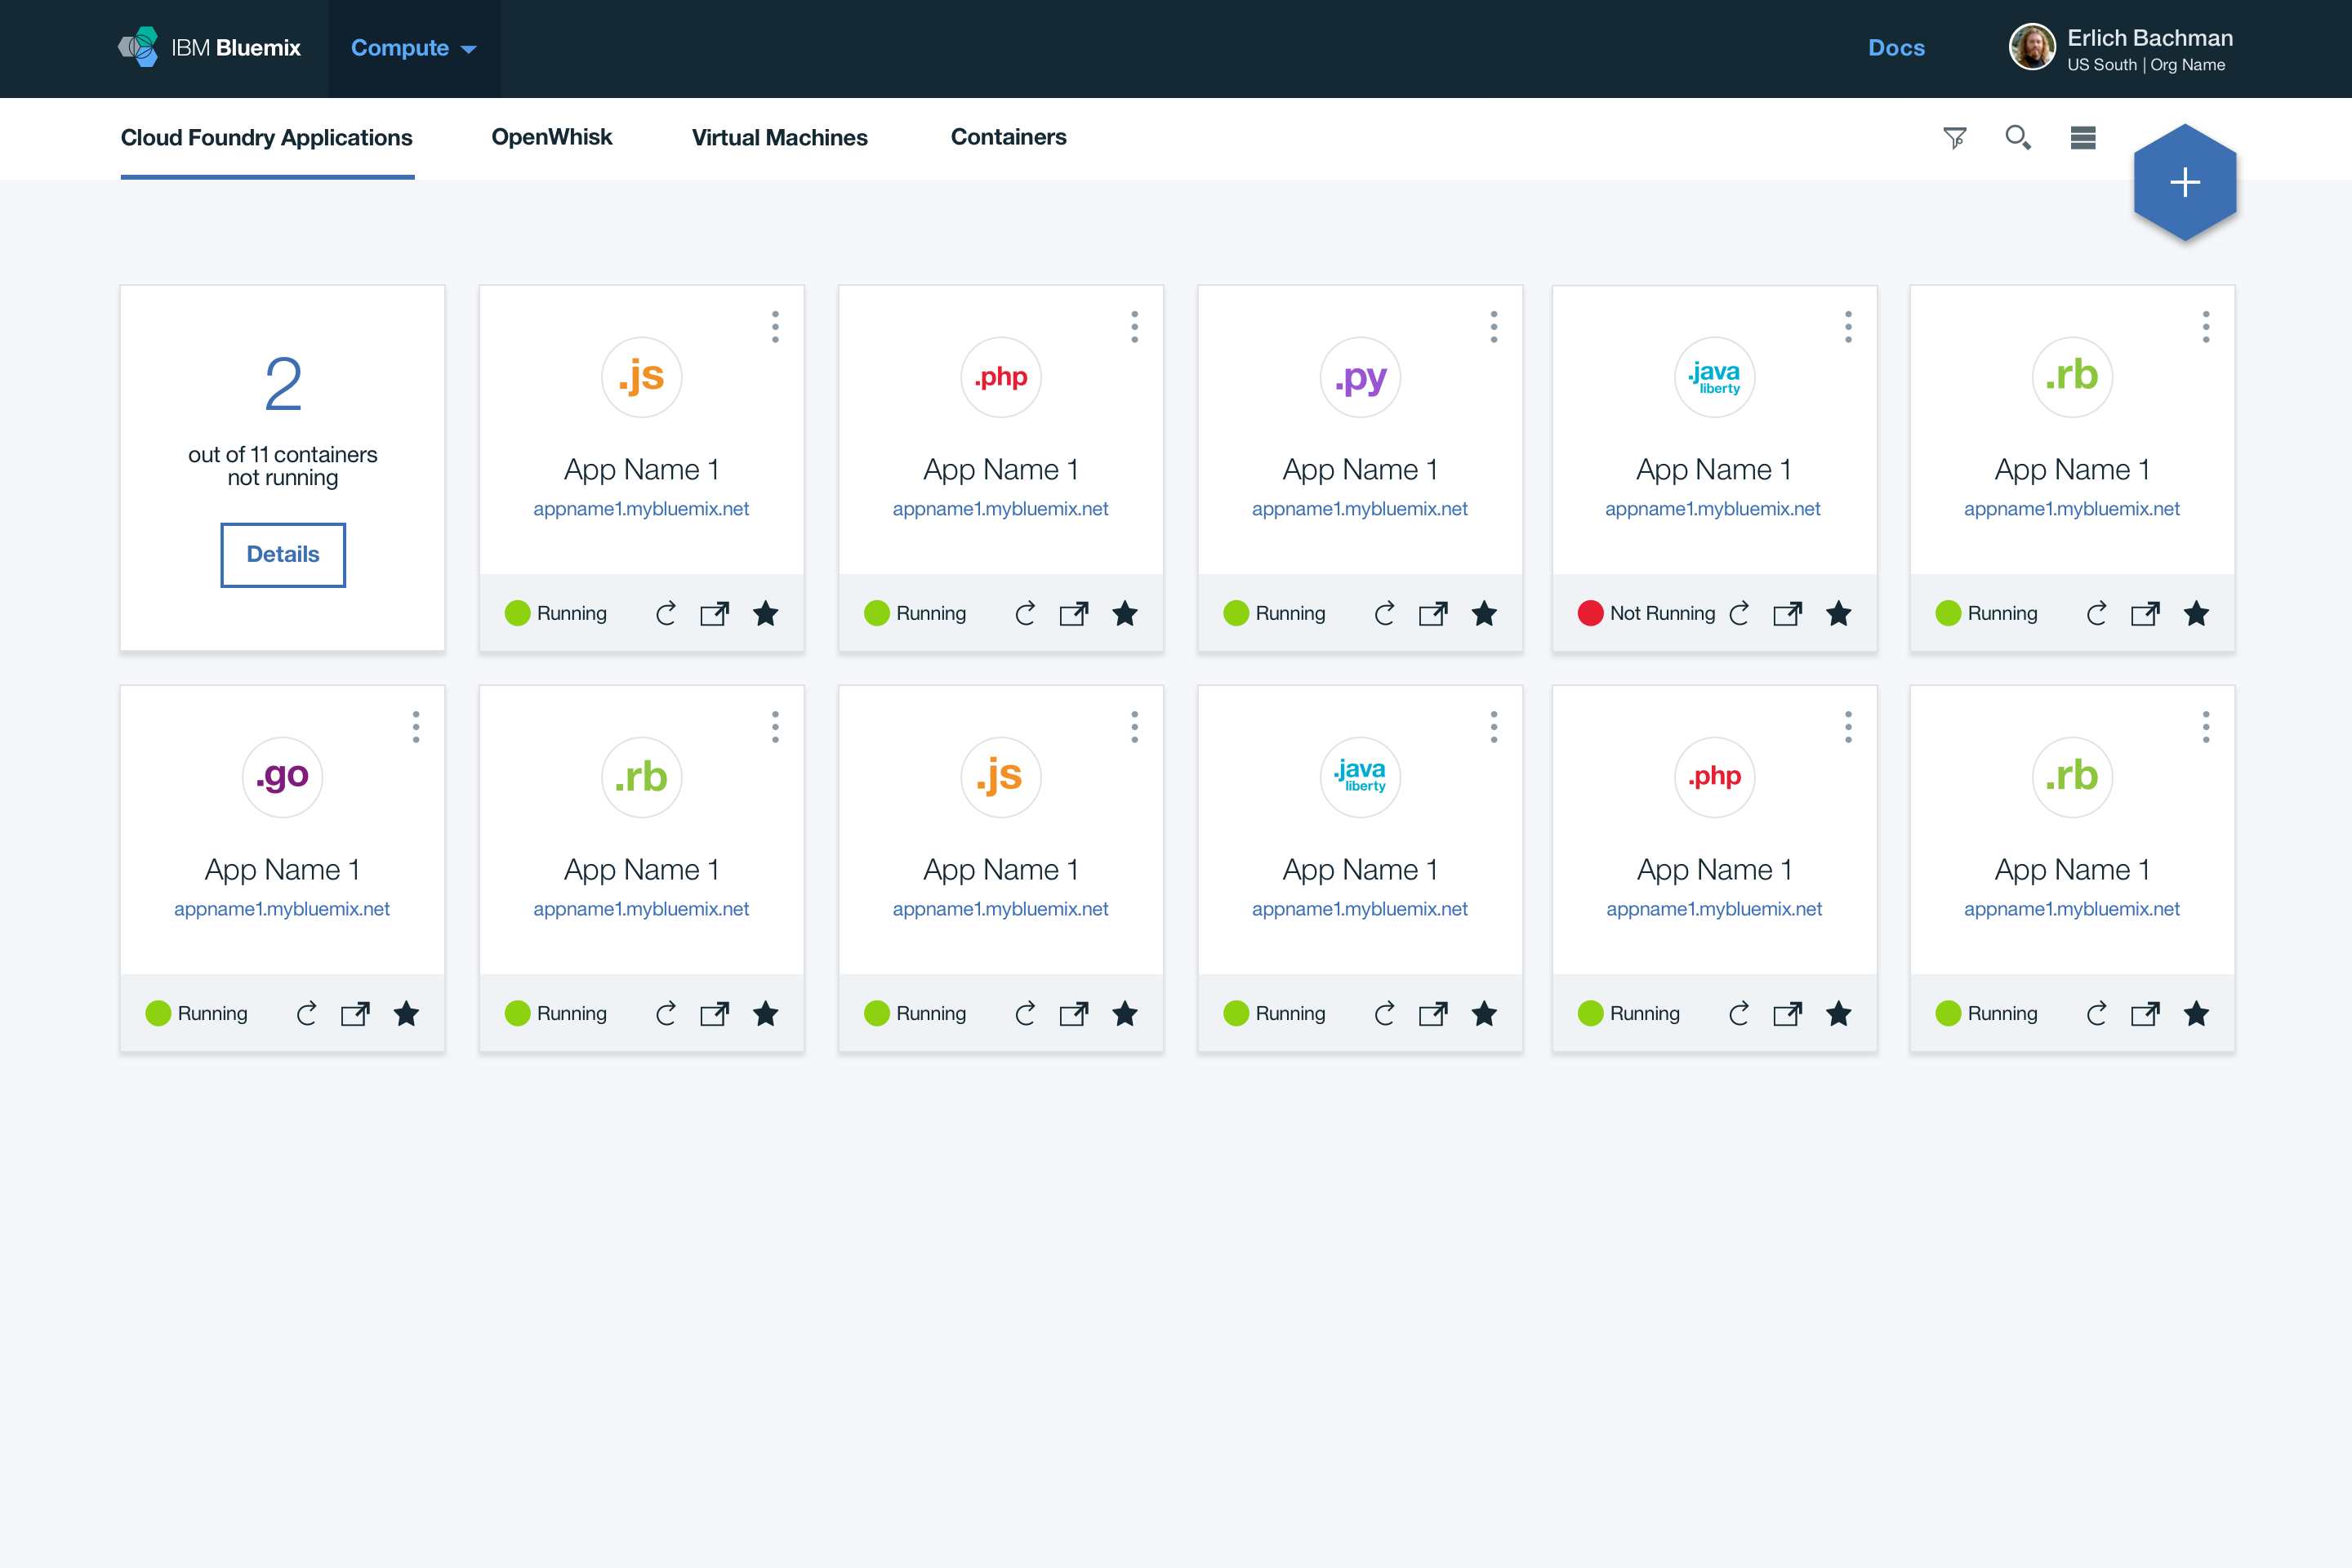 IBM Bluemix
Compute
Docs
Erlich Bachman
US South | Org Name
Cloud Foundry Applications
OpenWhisk
Virtual Machines
Containers
2
out of 11 containers
not running
Details
.js
App Name 1
appname1.mybluemix.net
Running
.php
App Name 1
appname1.mybluemix.net
Running
.py
App Name 1
appname1.mybluemix.net
Running
.java
liberty
App Name 1
appname1.mybluemix.net
Not Running
.rb
App Name 1
appname1.mybluemix.net
Running
.go
App Name 1
appname1.mybluemix.net
Running
.rb
App Name 1
appname1.mybluemix.net
Running
.js
App Name 1
appname1.mybluemix.net
Running
.java
liberty
App Name 1
appname1.mybluemix.net
Running
.php
App Name 1
appname1.mybluemix.net
Running
.rb
App Name 1
appname1.mybluemix.net
Running